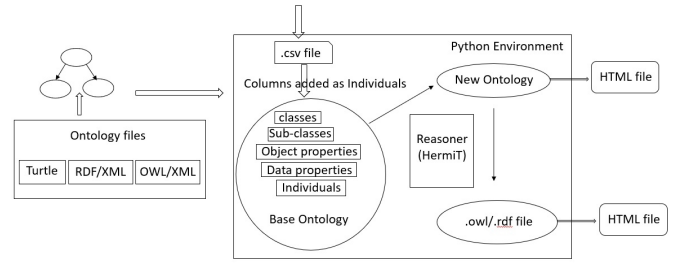 .csv file
Python Environment
Columns added as Individuals
New Ontology
HTML file
classes
Sub-classes
Object properties
Data properties
Individuals
Base Ontology
Reasoner
(HermiT)
Ontology files
Turtle
RDF/XML
OWL/XML
.owl/.rdf file
HTML file